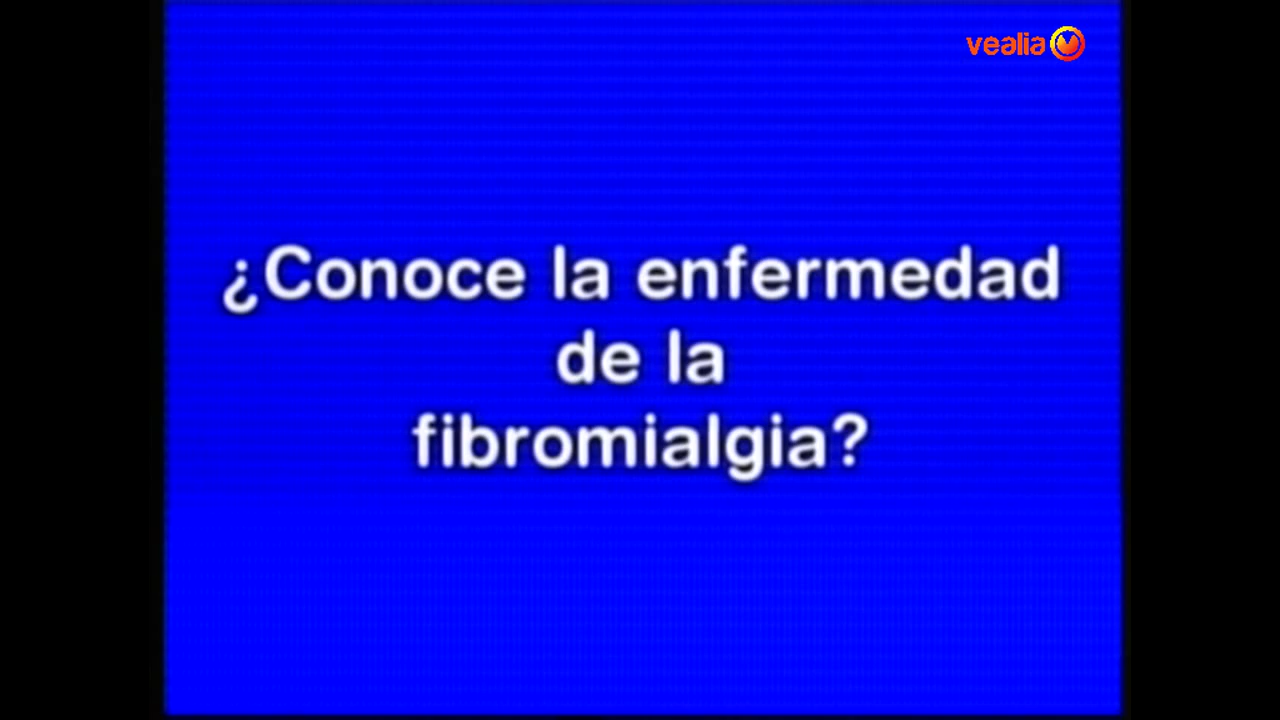 vealia
¿Conoce la enfermedad
de la
fibromialgia?